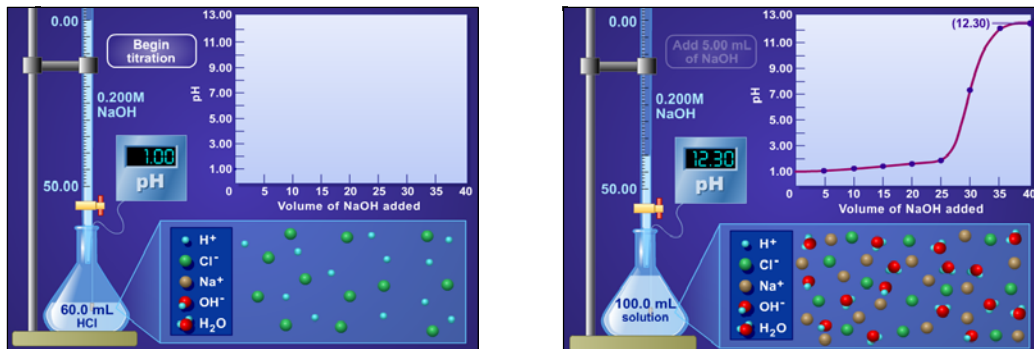 0.00
Begin
titration
0.200M
NaOH
1.00
pH
50.00
13.00
11.00
9.00
7.00
5.00
3.00
1.00
pH
0
5
10
15
20
25
30
35
40
Volume of NaOH added
H⁺
Cl⁻
Na⁺
OH⁻
H₂O
60.0 mL
HCl
0.00
Add 5.00 mL
of NaOH
0.200M
NaOH
12.30
pH
50.00
13.00
11.00
9.00
7.00
5.00
3.00
1.00
pH
(12.30)
0
5
10
15
20
25
30
35
40
Volume of NaOH added
H⁺
Cl⁻
Na⁺
OH⁻
H₂O
100.0 mL
solution